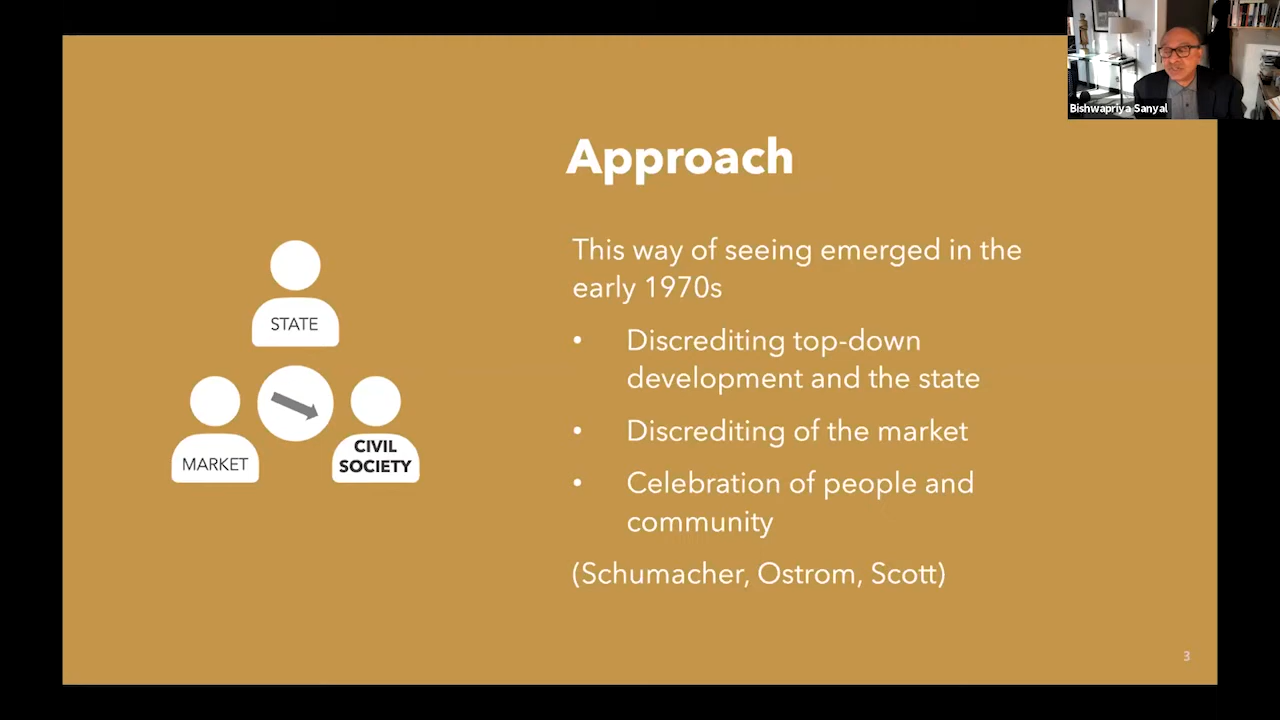 Bishwapriya Sanyal
Approach
This way of seeing emerged in the
early 1970s
• Discrediting top-down
development and the state
• Discrediting of the market
• Celebration of people and
community
(Schumacher, Ostrom, Scott)
STATE
MARKET
CIVIL
SOCIETY
3